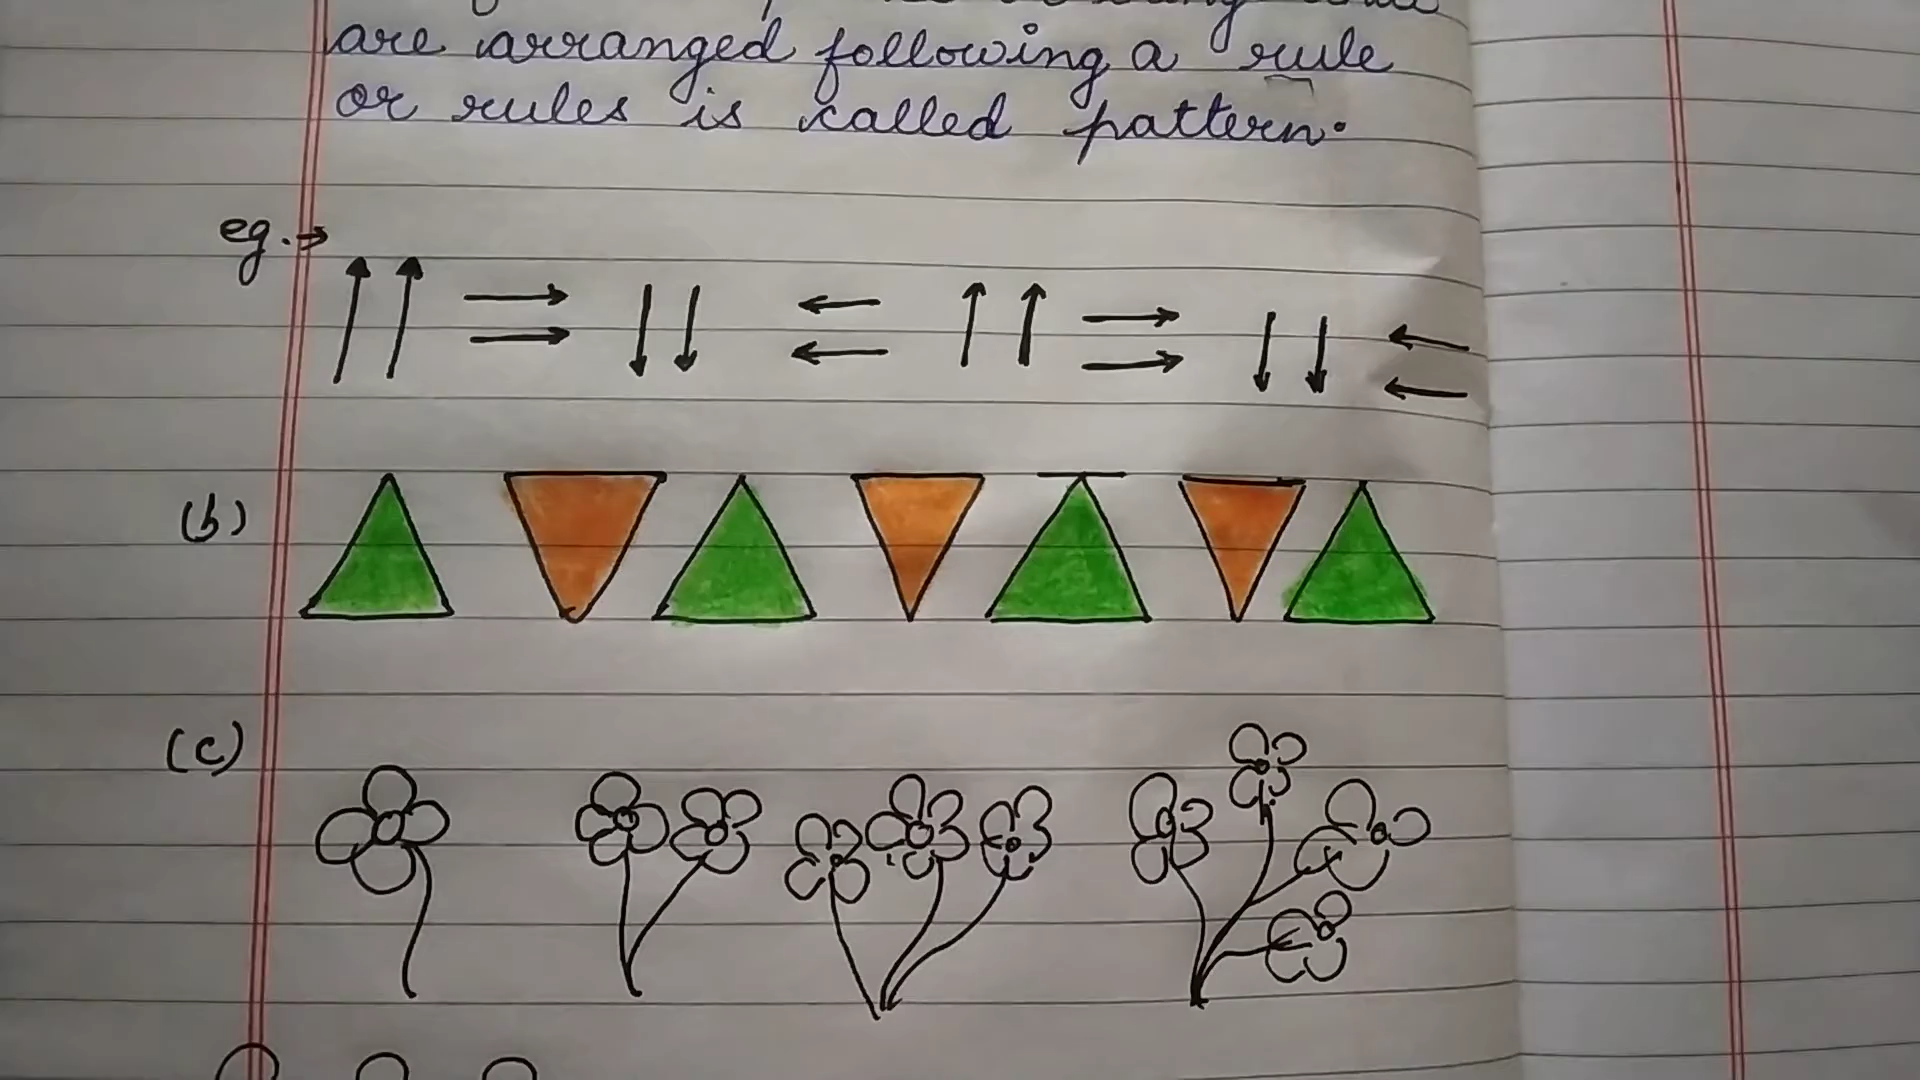 are arranged following a rule
or rules is called pattern.
eg. →
(b)
(c)